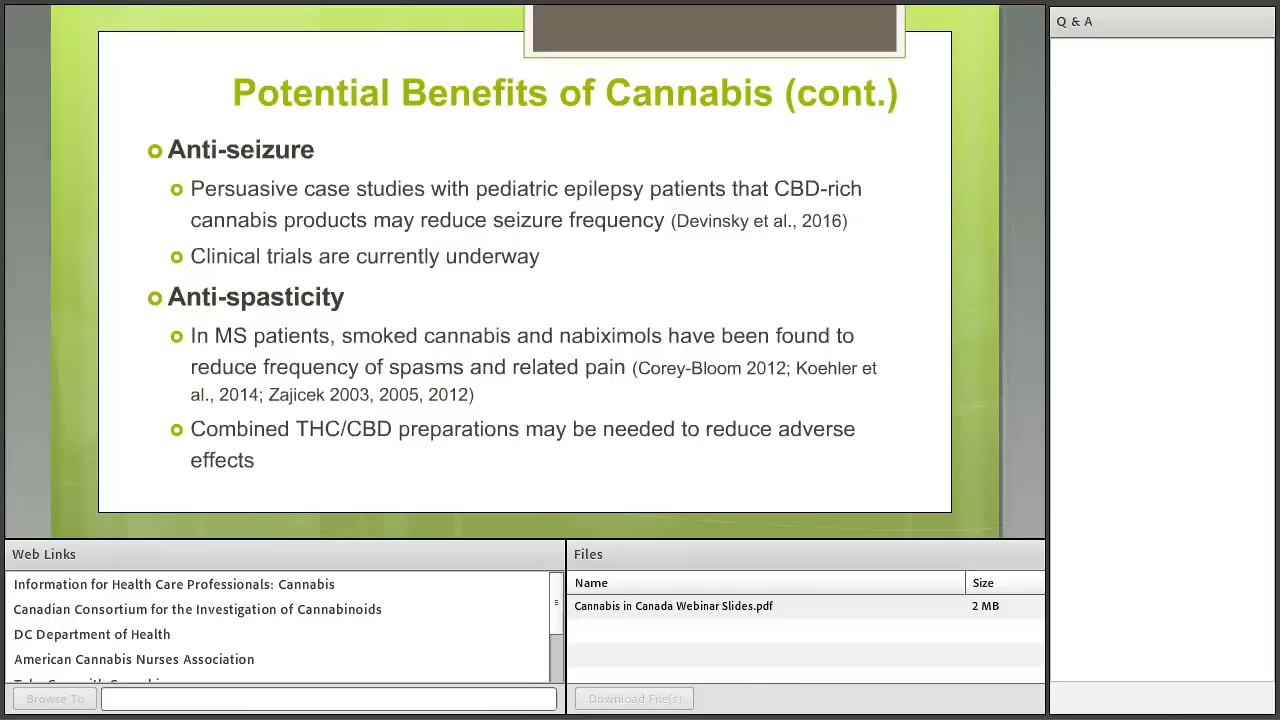 Potential Benefits of Cannabis (cont.)
Anti-seizure
Persuasive case studies with pediatric epilepsy patients that CBD-rich
cannabis products may reduce seizure frequency (Devinsky et al., 2016)
Clinical trials are currently underway
Anti-spasticity
In MS patients, smoked cannabis and nabiximols have been found to
reduce frequency of spasms and related pain (Corey-Bloom 2012; Koehler et
al., 2014; Zajicek 2003, 2005, 2012)
Combined THC/CBD preparations may be needed to reduce adverse
effects
Q & A
Web Links
Information for Health Care Professionals: Cannabis
Canadian Consortium for the Investigation of Cannabinoids
DC Department of Health
American Cannabis Nurses Association
Browse To
Files
Name Size
Cannabis in Canada Webinar Slides.pdf 2 MB
Download File(s)